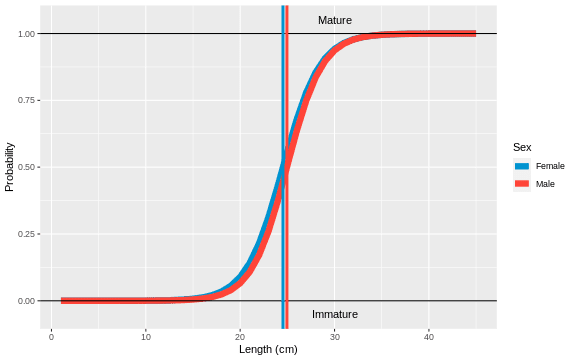 Mature
1.00
0.75
0.50
0.25
0.00
Probability
Immature
0
10
20
30
40
Length (cm)
Sex
Female
Male